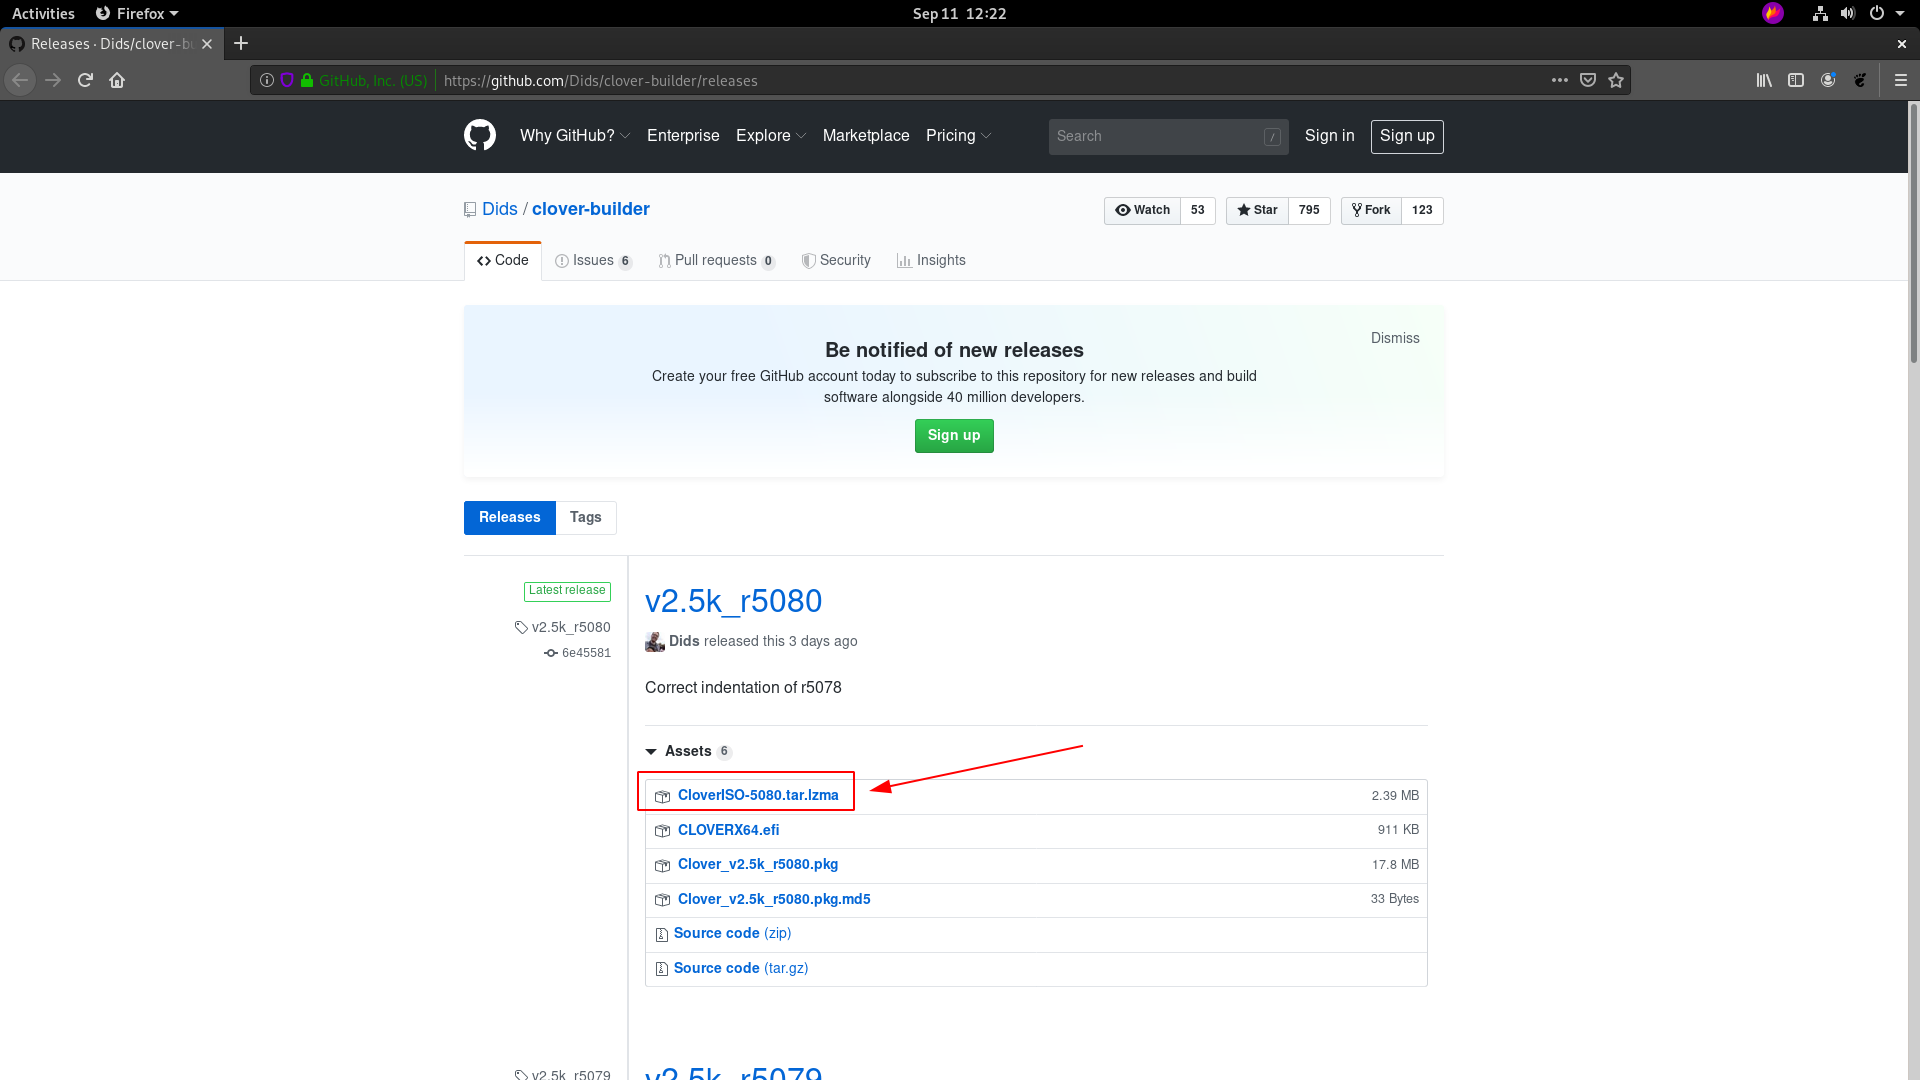 Activities Firefox Sep 11 12:22
Releases · Dids/clover-bu
GitHub, Inc. (US) https://github.com/Dids/clover-builder/releases
Why GitHub? Enterprise Explore Marketplace Pricing Search / Sign in Sign up
Dids / clover-builder Watch 53 Star 795 Fork 123
Code Issues 6 Pull requests 0 Security Insights
Dismiss
Be notified of new releases
Create your free GitHub account today to subscribe to this repository for new releases and build
software alongside 40 million developers.
Sign up
Releases Tags
Latest release
v2.5k_r5080
6e45581
v2.5k_r5080
Dids released this 3 days ago
Correct indentation of r5078
Assets 6
CloverISO-5080.tar.lzma 2.39 MB
CLOVERX64.efi 911 KB
Clover_v2.5k_r5080.pkg 17.8 MB
Clover_v2.5k_r5080.pkg.md5 33 Bytes
Source code (zip)
Source code (tar.gz)
v2.5k_r5079
v2.5k_r5079